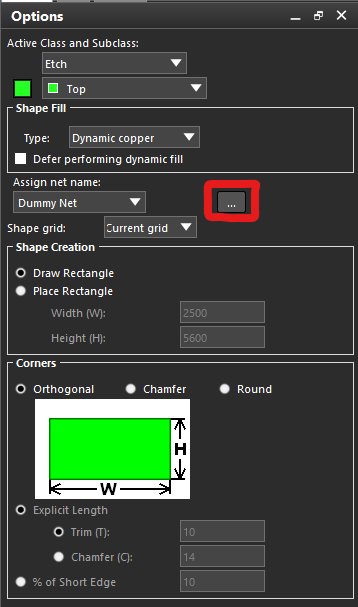 Options
Active Class and Subclass:
Etch
Top
Shape Fill
Type: Dynamic copper
Defer performing dynamic fill
Assign net name:
Dummy Net ...
Shape grid: Current grid
Shape Creation
Draw Rectangle
Place Rectangle
Width (W): 2500
Height (H): 5600
Corners
Orthogonal Chamfer Round
H
W
Explicit Length
Trim (T): 10
Chamfer (C): 14
% of Short Edge 10